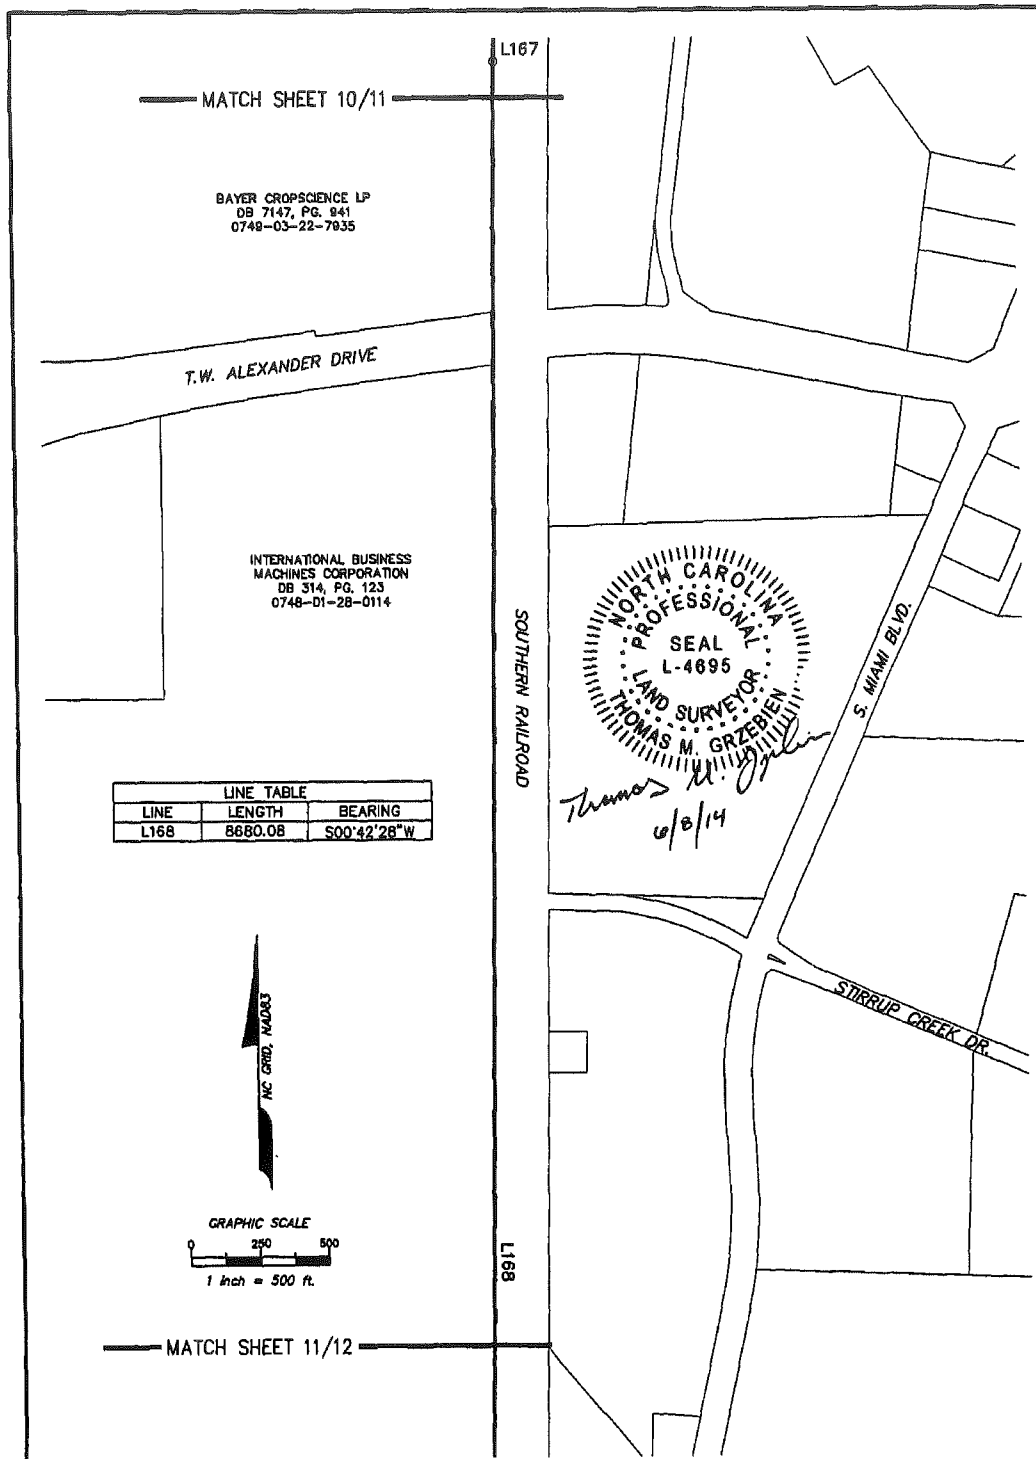 L167
MATCH SHEET 10/11
BAYER CROPSCIENCE LP
DB 7147, PG. 941
0749-03-22-7935
T.W. ALEXANDER DRIVE
INTERNATIONAL BUSINESS
MACHINES CORPORATION
DB 314, PG. 123
0748-01-28-0114
SOUTHERN RAILROAD
NORTH CAROLINA
PROFESSIONAL
SEAL
L-4695
LAND SURVEYOR
THOMAS M. GRZEBIEN
Thomas M.
6/8/14
S. MIAMI BLVD.
LINE TABLE
LINE LENGTH BEARING
L168 8680.08 S00°42'28"W
STIRRUP CREEK DR.
NC GRID, NAD83
GRAPHIC SCALE
0 250 500
1 inch = 500 ft.
L168
MATCH SHEET 11/12